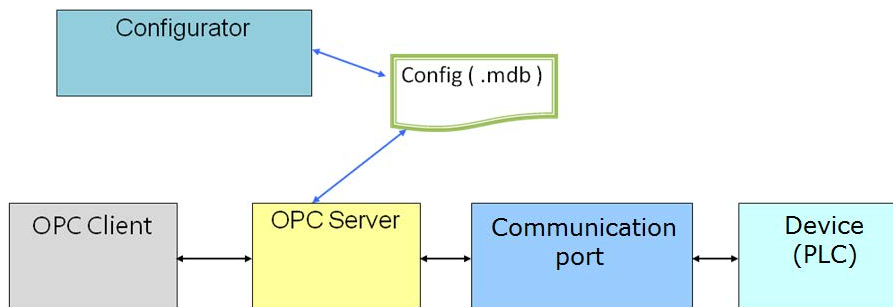 Configurator
Config ( .mdb )
OPC Client
OPC Server
Communication
port
Device
(PLC)